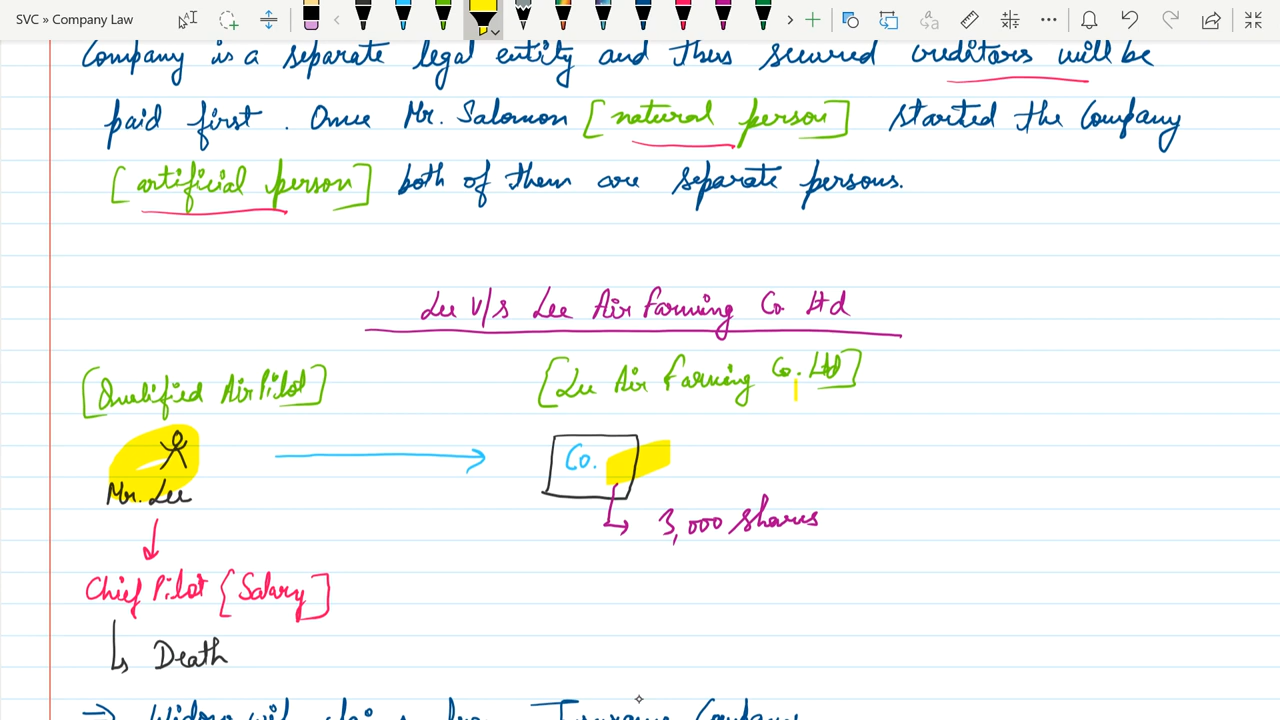 SVC » Company Law
Company is a separate legal entity and thus secured creditors will be
paid first. Once Mr. Salomon [natural person] started the Company
[artificial person] both of them are separate persons.
Lee V/s Lee Air Farming Co Ltd
[Qualified Air Pilot]
[Lee Air Farming Co. Ltd]
Co.
Mr. Lee
3,000 shares
Chief Pilot [Salary]
Death
Insurance Company